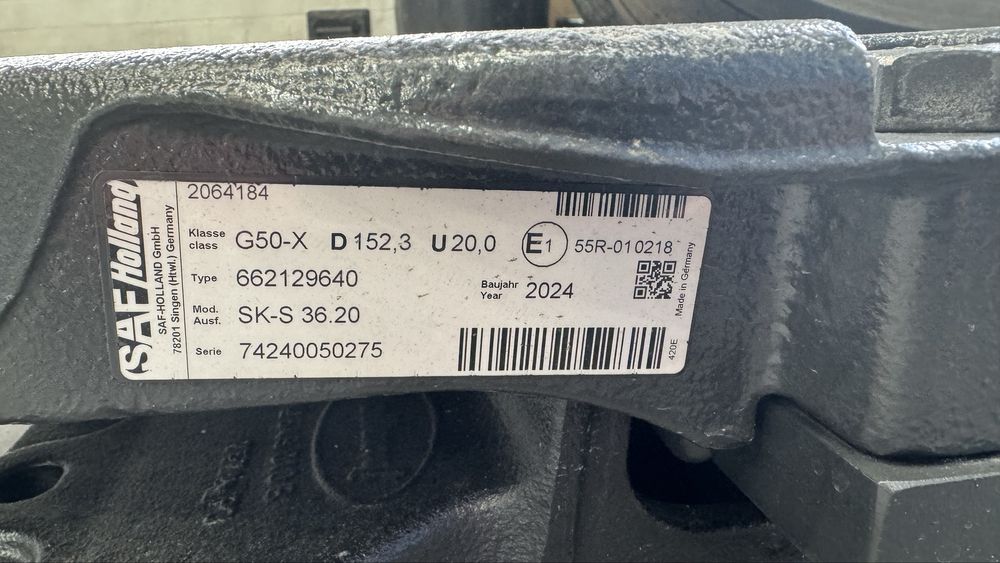 SAF/Holland
SAF-HOLLAND GmbH
78201 Singen (Htwl.) Germany
2064184
Klasse class G50-X D 152,3 U 20,0 E1 55R-010218
Type 662129640
Baujahr Year 2024
Mod. Ausf. SK-S 36.20
Serie 74240050275
Made in Germany
420E